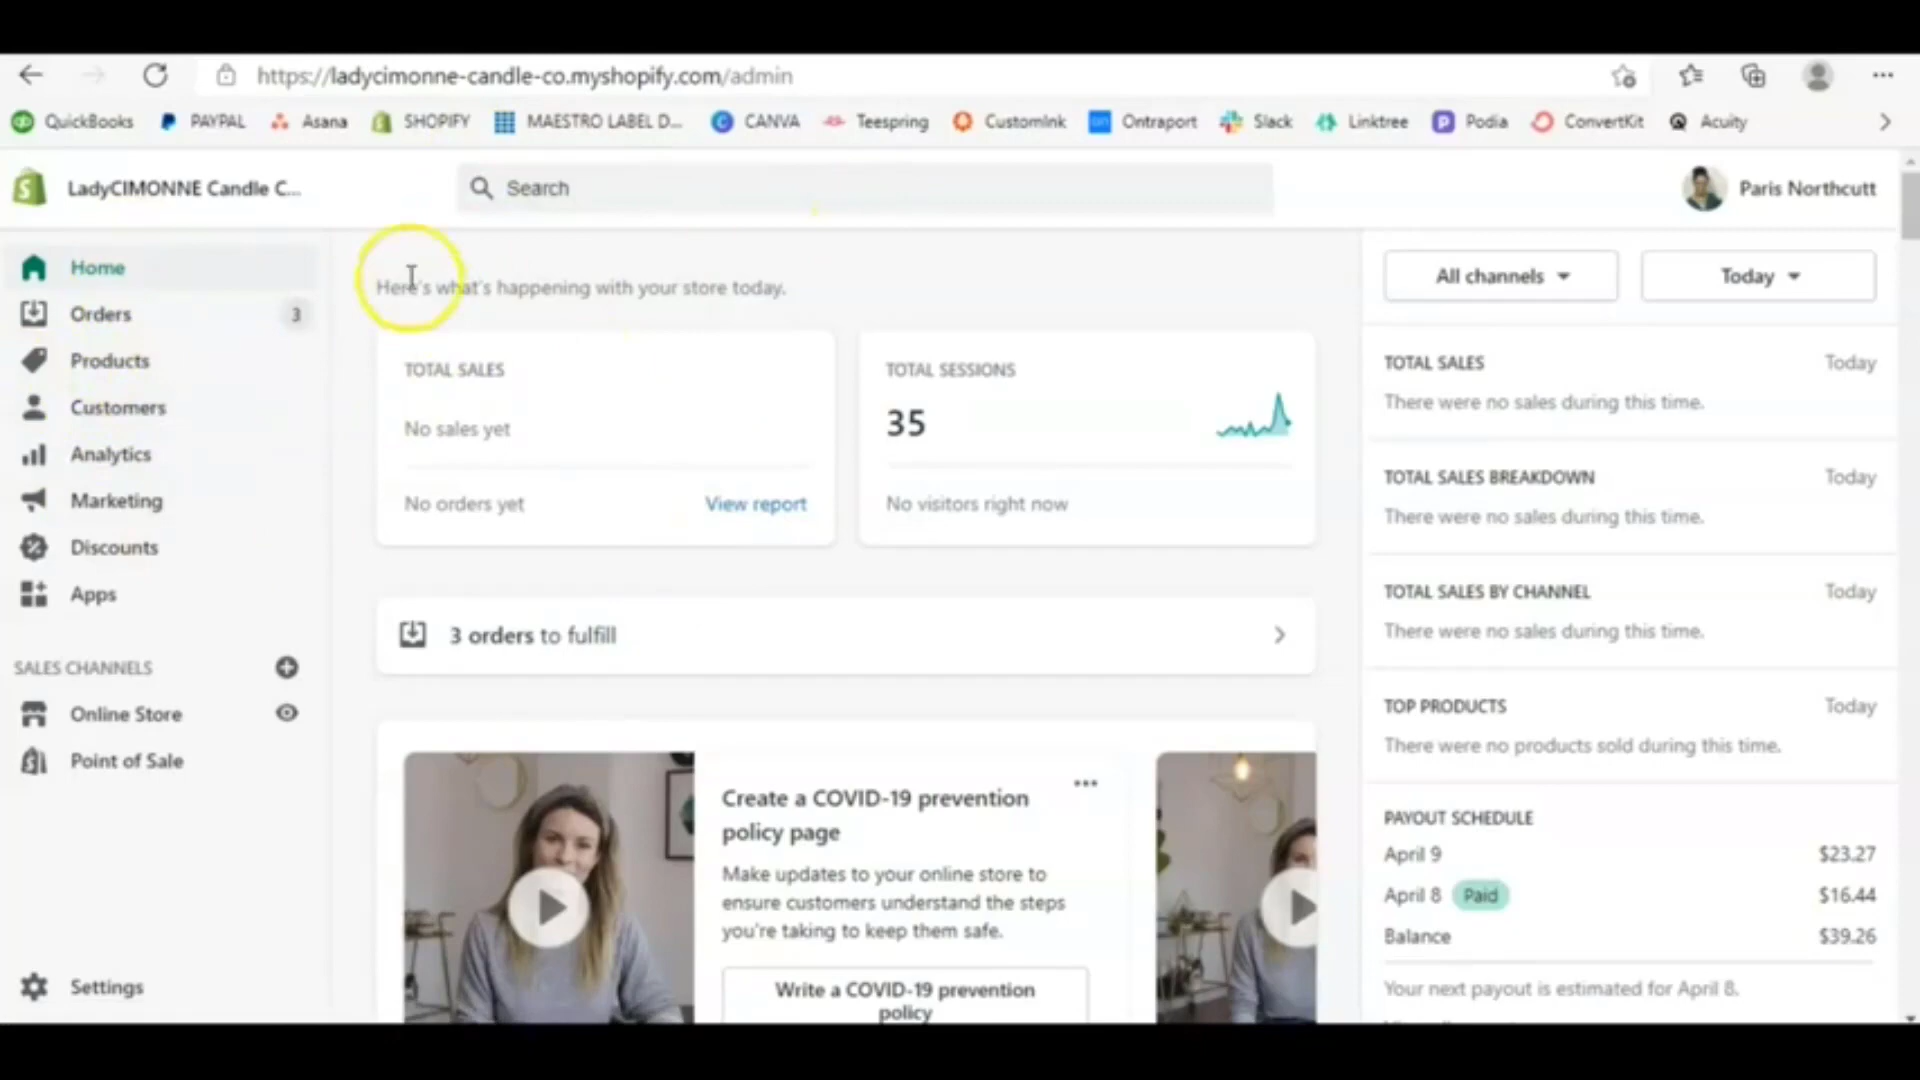 https://ladycimonne-candle-co.myshopify.com/admin
QuickBooks PAYPAL Asana SHOPIFY MAESTRO LABEL D... CANVA Teespring CustomInk Ontraport Slack Linktree Podia ConvertKit Acuity
LadyCIMONNE Candle C...
Search
Paris Northcutt
Home
Orders 3
Products
Customers
Analytics
Marketing
Discounts
Apps
SALES CHANNELS
Online Store
Point of Sale
Settings
Here's what's happening with your store today.
TOTAL SALES
No sales yet
No orders yet View report
TOTAL SESSIONS
35
No visitors right now
3 orders to fulfill
Create a COVID-19 prevention
policy page
Make updates to your online store to
ensure customers understand the steps
you're taking to keep them safe.
Write a COVID-19 prevention
policy
All channels Today
TOTAL SALES Today
There were no sales during this time.
TOTAL SALES BREAKDOWN Today
There were no sales during this time.
TOTAL SALES BY CHANNEL Today
There were no sales during this time.
TOP PRODUCTS Today
There were no products sold during this time.
PAYOUT SCHEDULE
April 9 $23.27
April 8 Paid $16.44
Balance $39.26
Your next payout is estimated for April 8.